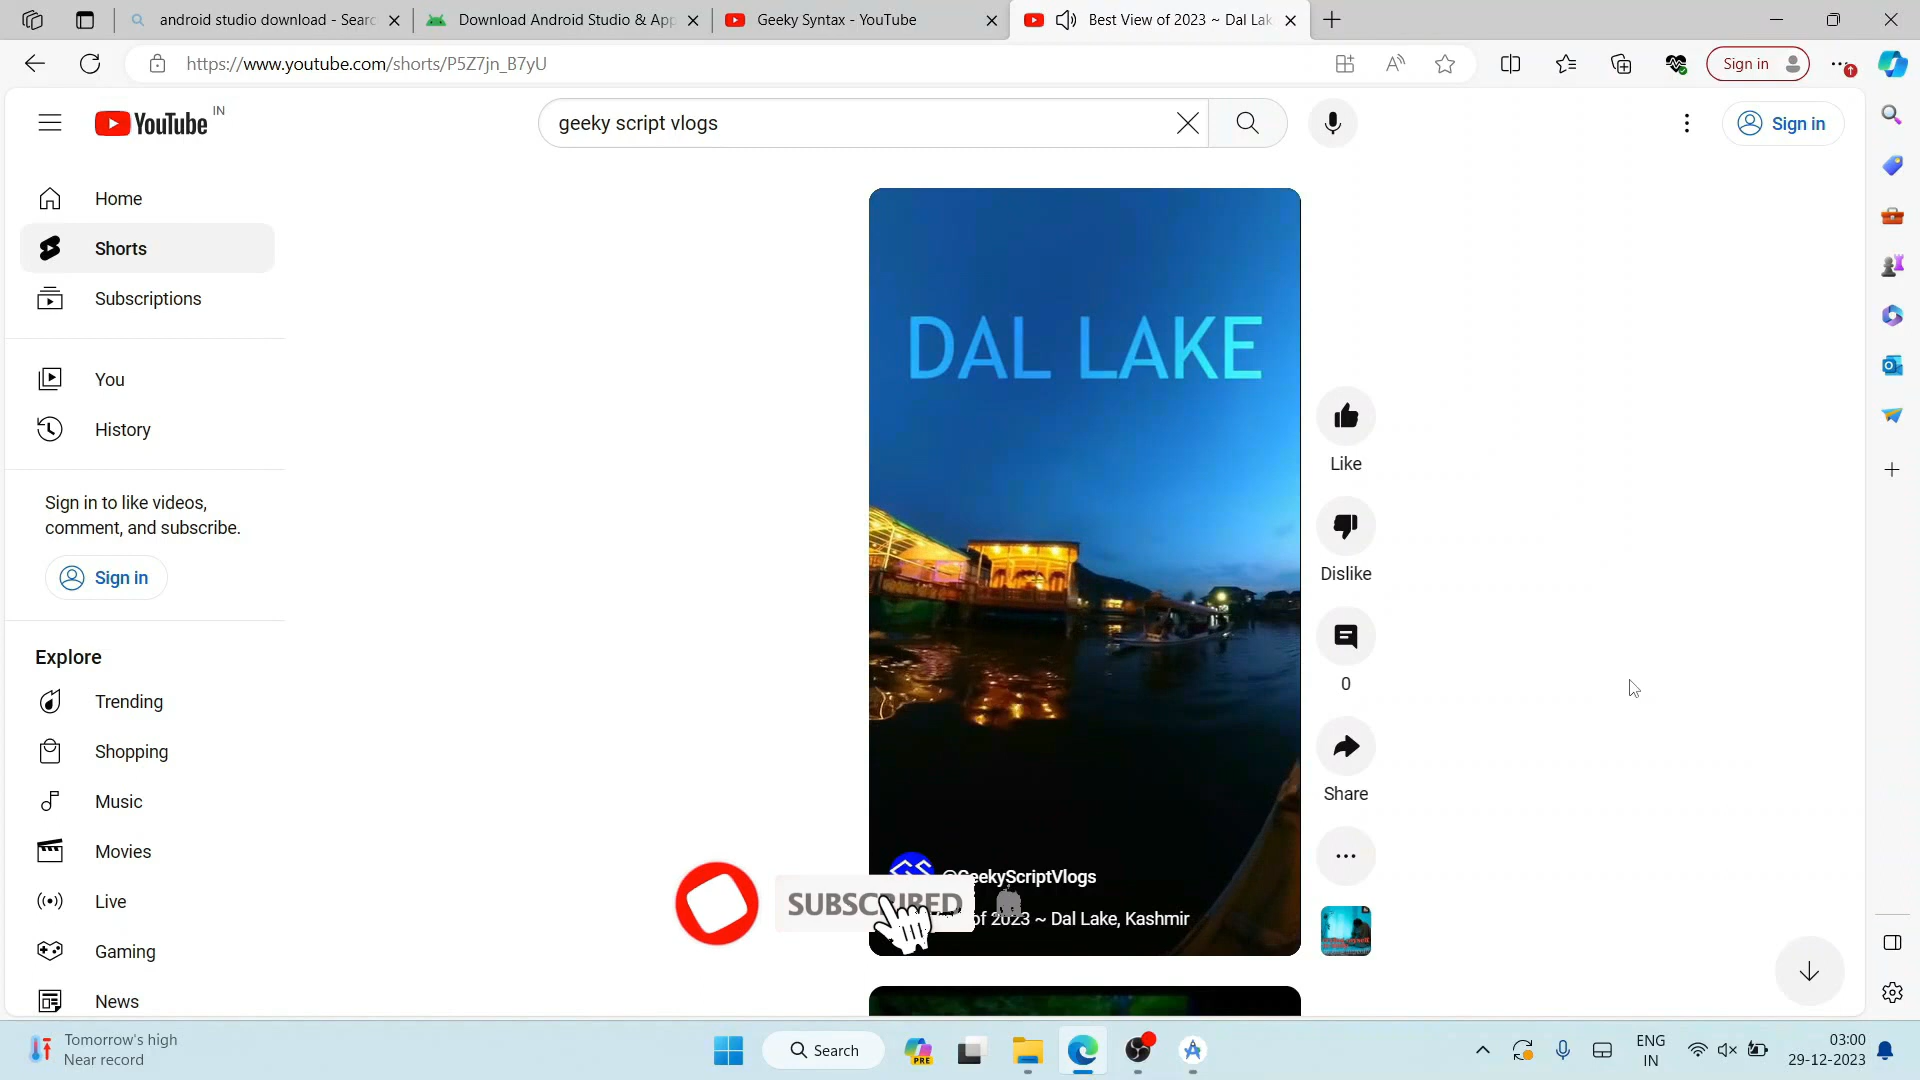 android studio download - Searc
Download Android Studio & App
Geeky Syntax - YouTube
Best View of 2023 ~ Dal Lak
https://www.youtube.com/shorts/P5Z7jn_B7yU
Sign in
YouTube IN
geeky script vlogs
Sign in
Home
Shorts
Subscriptions
You
History
Sign in to like videos,
comment, and subscribe.
Sign in
Explore
Trending
Shopping
Music
Movies
Live
Gaming
News
DAL LAKE
Like
Dislike
0
Share
@GeekyScriptVlogs
SUBSCRIBED
of 2023 ~ Dal Lake, Kashmir
Tomorrow's high
Near record
Search
PRE
ENG
IN
03:00
29-12-2023